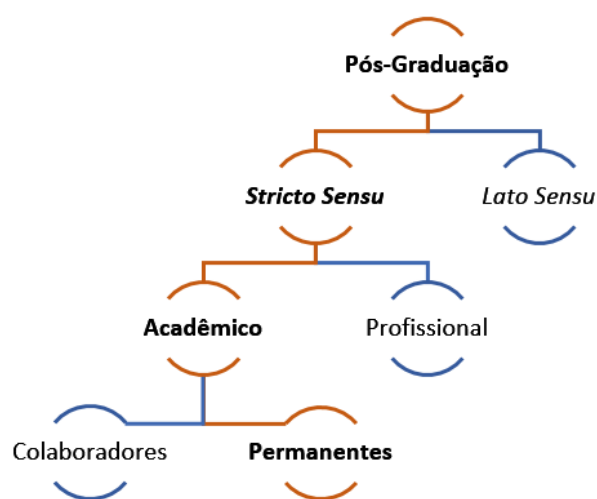 Pós-Graduação
Stricto Sensu
Lato Sensu
Acadêmico
Profissional
Colaboradores
Permanentes